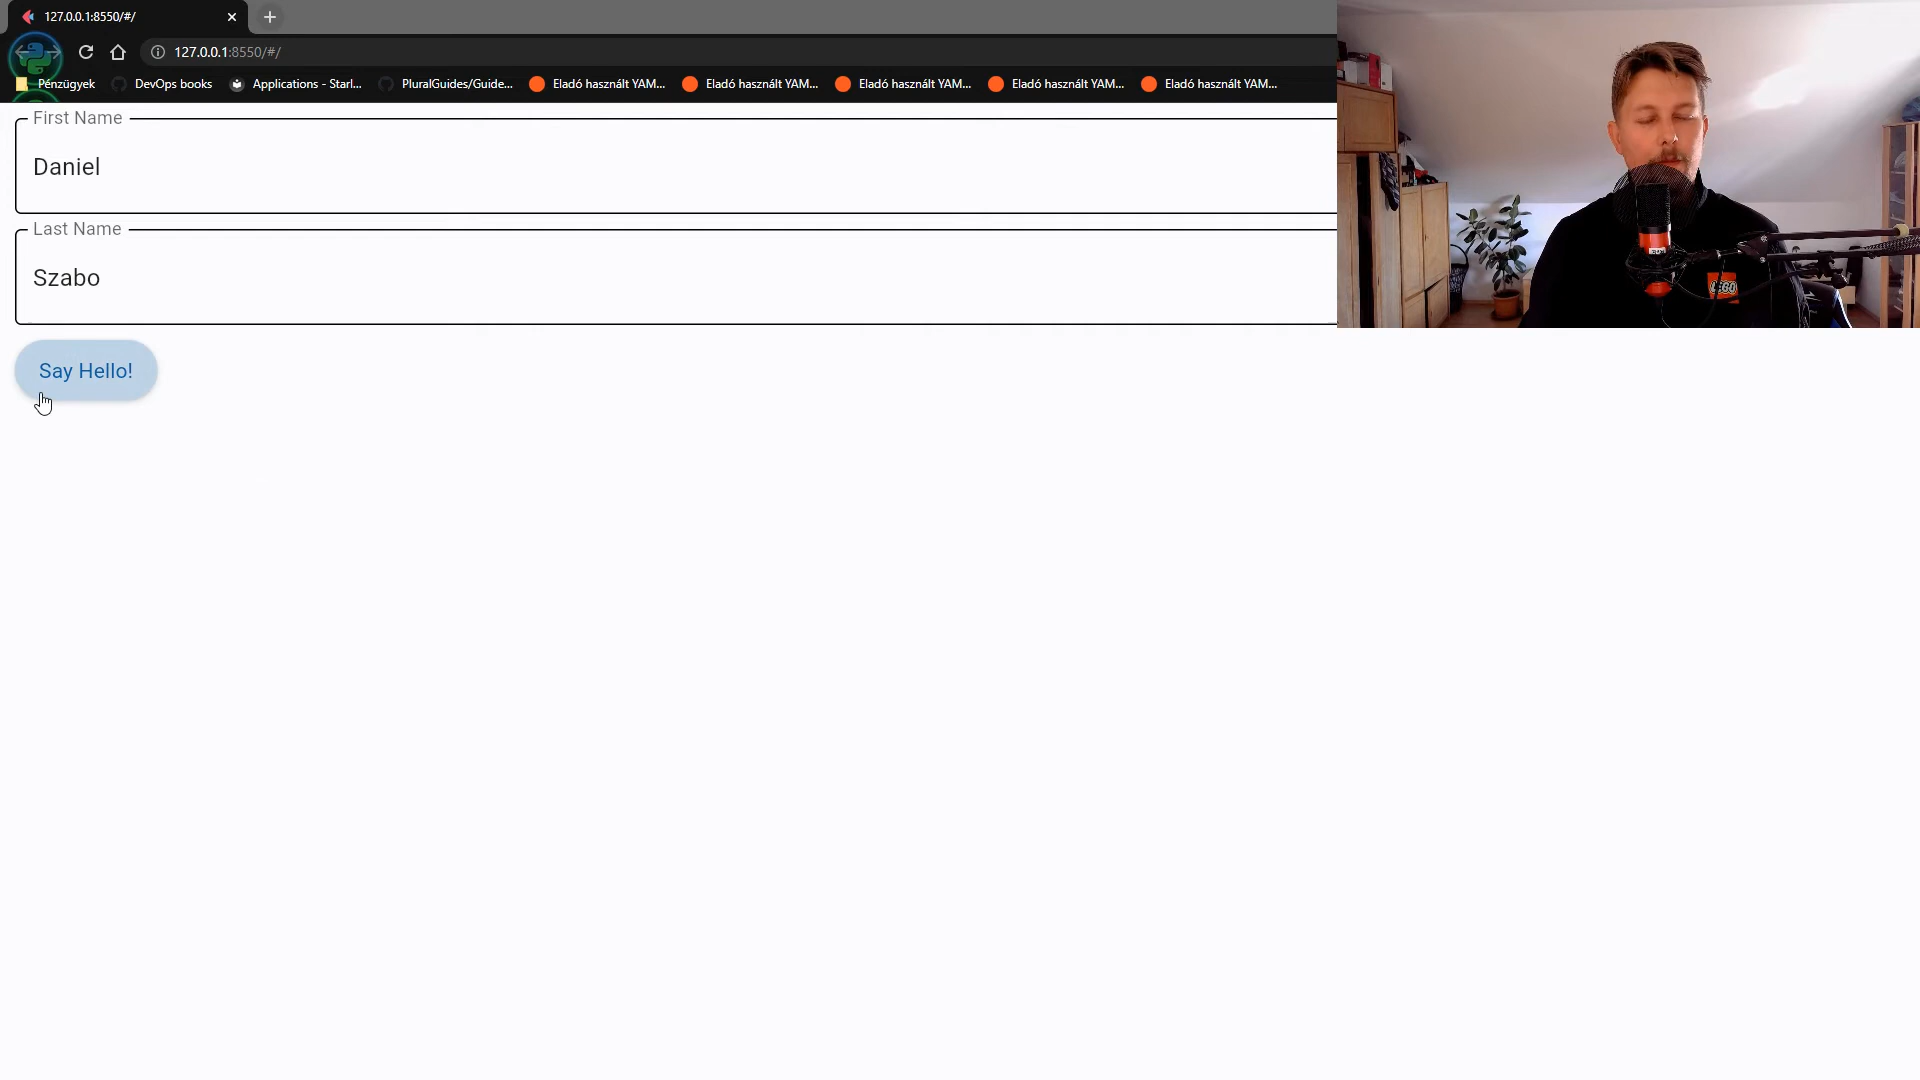 127.0.0.1:8550/#/
127.0.0.1:8550/#/
Pénzügyek DevOps books Applications - Starl... PluralGuides/Guide... Eladó használt YAM... Eladó használt YAM... Eladó használt YAM... Eladó használt YAM... Eladó használt YAM...
First Name
Daniel
Last Name
Szabo
Say Hello!
LEGO